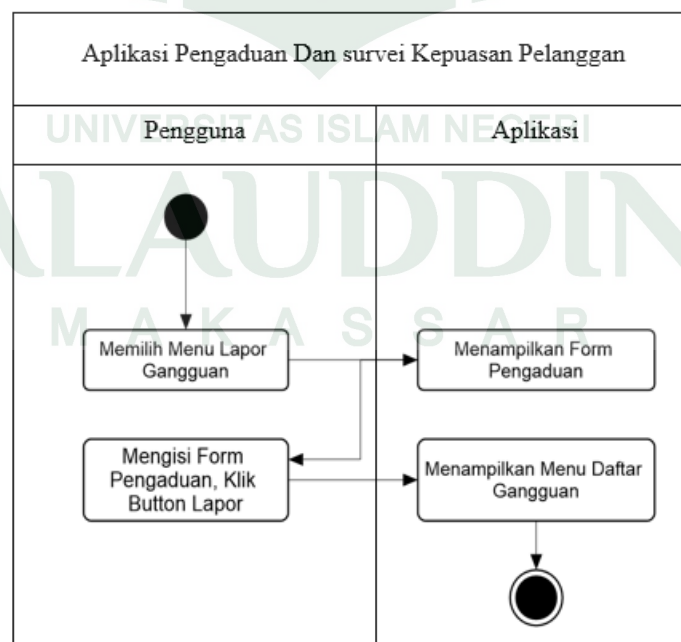 Aplikasi Pengaduan Dan survei Kepuasan Pelanggan
UNIVERSITAS ISLAM NEGERI
Pengguna
Aplikasi
ALAUDDIN
MAKASSAR
Memilih Menu Lapor
Gangguan
Menampilkan Form
Pengaduan
Mengisi Form
Pengaduan, Klik
Button Lapor
Menampilkan Menu Daftar
Gangguan